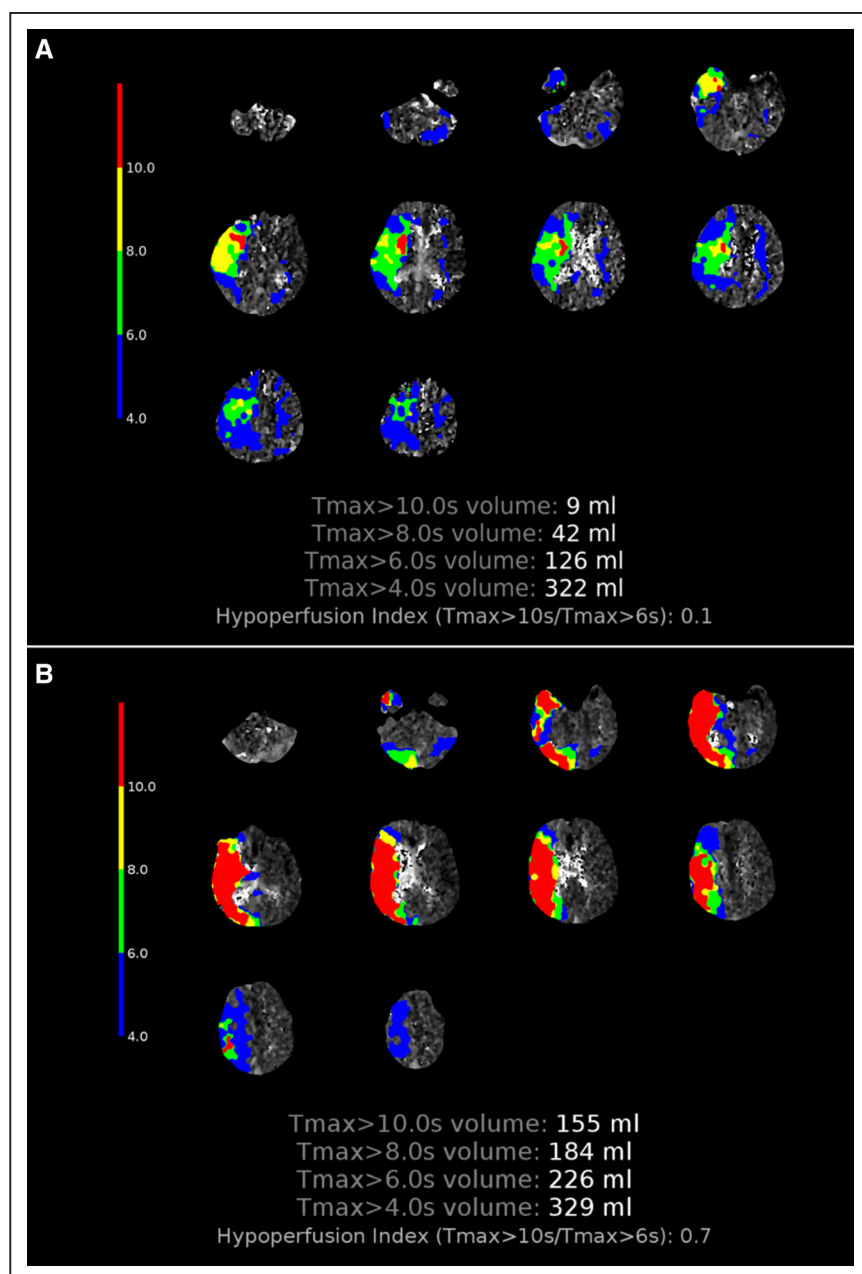 A
10.0
8.0
6.0
4.0
Tmax>10.0s volume: 9 ml
Tmax>8.0s volume: 42 ml
Tmax>6.0s volume: 126 ml
Tmax>4.0s volume: 322 ml
Hypoperfusion Index (Tmax>10s/Tmax>6s): 0.1
B
10.0
8.0
6.0
4.0
Tmax>10.0s volume: 155 ml
Tmax>8.0s volume: 184 ml
Tmax>6.0s volume: 226 ml
Tmax>4.0s volume: 329 ml
Hypoperfusion Index (Tmax>10s/Tmax>6s): 0.7